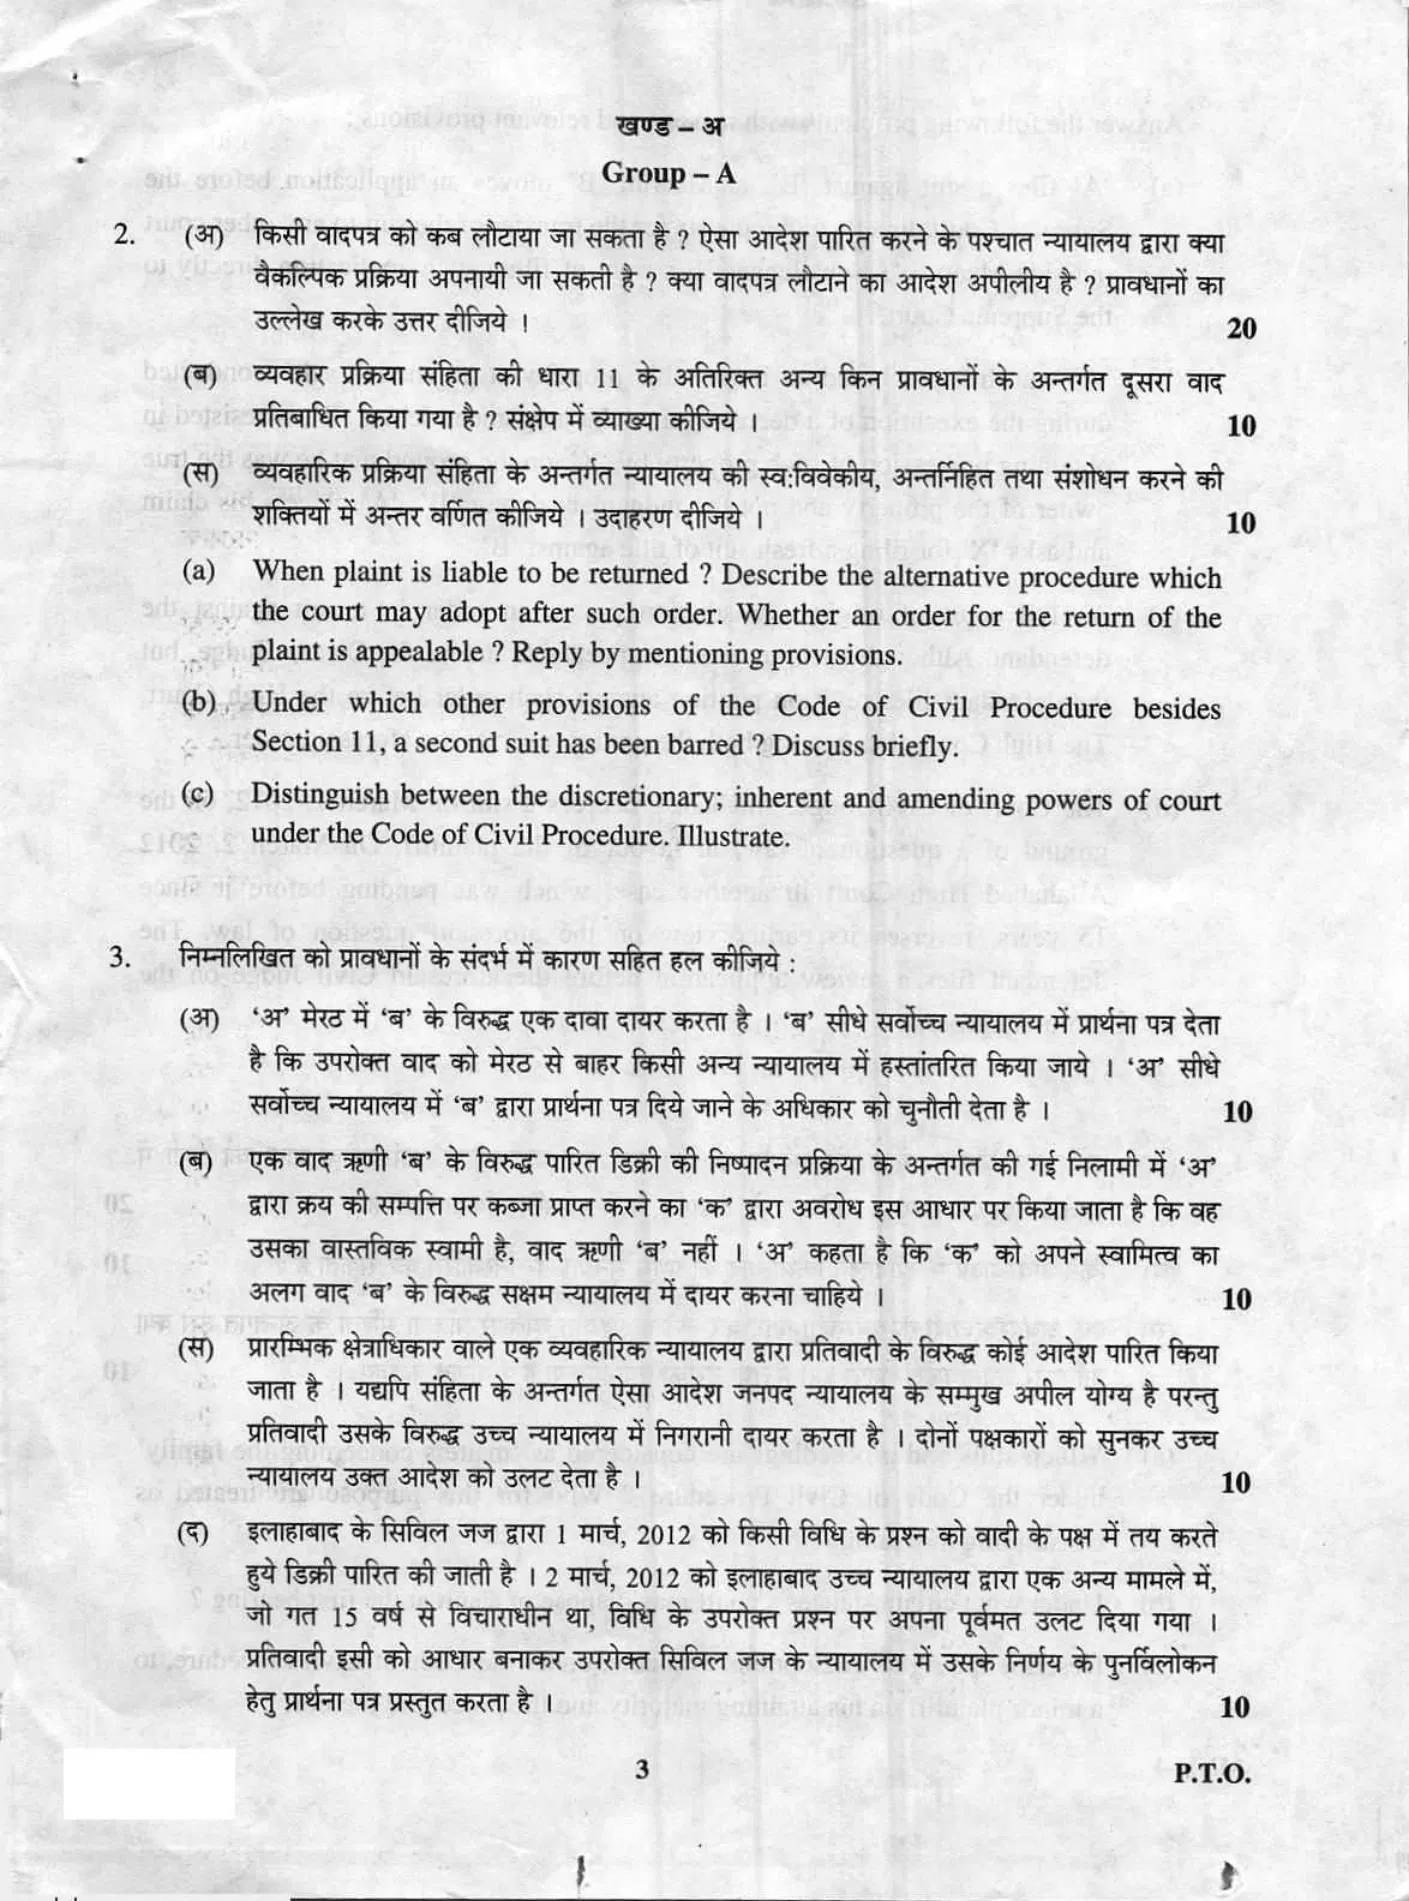 खण्ड – अ
Group – A
2. (अ) किसी वादपत्र को कब लौटाया जा सकता है ? ऐसा आदेश पारित करने के पश्चात न्यायालय द्वारा क्या
वैकल्पिक प्रक्रिया अपनायी जा सकती है ? क्या वादपत्र लौटाने का आदेश अपीलीय है ? प्रावधानों का
उल्लेख करके उत्तर दीजिये । 20
(ब) व्यवहार प्रक्रिया संहिता की धारा 11 के अतिरिक्त अन्य किन प्रावधानों के अन्तर्गत दूसरा वाद
प्रतिबाधित किया गया है ? संक्षेप में व्याख्या कीजिये । 10
(स) व्यवहारिक प्रक्रिया संहिता के अन्तर्गत न्यायालय की स्व:विवेकीय, अन्तर्निहित तथा संशोधन करने की
शक्तियों में अन्तर वर्णित कीजिये । उदाहरण दीजिये । 10
(a) When plaint is liable to be returned ? Describe the alternative procedure which
the court may adopt after such order. Whether an order for the return of the
plaint is appealable ? Reply by mentioning provisions.
(b) Under which other provisions of the Code of Civil Procedure besides
Section 11, a second suit has been barred ? Discuss briefly.
(c) Distinguish between the discretionary; inherent and amending powers of court
under the Code of Civil Procedure. Illustrate.
3. निम्नलिखित को प्रावधानों के संदर्भ में कारण सहित हल कीजिये :
(अ) ‘अ’ मेरठ में ‘ब’ के विरुद्ध एक दावा दायर करता है । ‘ब’ सीधे सर्वोच्च न्यायालय में प्रार्थना पत्र देता
है कि उपरोक्त वाद को मेरठ से बाहर किसी अन्य न्यायालय में हस्तांतरित किया जाये । ‘अ’ सीधे
सर्वोच्च न्यायालय में ‘ब’ द्वारा प्रार्थना पत्र दिये जाने के अधिकार को चुनौती देता है । 10
(ब) एक वाद ऋणी ‘ब’ के विरुद्ध पारित डिक्री की निष्पादन प्रक्रिया के अन्तर्गत की गई निलामी में ‘अ’
द्वारा क्रय की सम्पत्ति पर कब्जा प्राप्त करने का ‘क’ द्वारा अवरोध इस आधार पर किया जाता है कि वह
उसका वास्तविक स्वामी है, वाद ऋणी ‘ब’ नहीं । ‘अ’ कहता है कि ‘क’ को अपने स्वामित्व का
अलग वाद ‘ब’ के विरुद्ध सक्षम न्यायालय में दायर करना चाहिये । 10
(स) प्रारम्भिक क्षेत्राधिकार वाले एक व्यवहारिक न्यायालय द्वारा प्रतिवादी के विरुद्ध कोई आदेश पारित किया
जाता है । यद्यपि संहिता के अन्तर्गत ऐसा आदेश जनपद न्यायालय के सम्मुख अपील योग्य है परन्तु
प्रतिवादी उसके विरुद्ध उच्च न्यायालय में निगरानी दायर करता है । दोनों पक्षकारों को सुनकर उच्च
न्यायालय उक्त आदेश को उलट देता है । 10
(द) इलाहाबाद के सिविल जज द्वारा 1 मार्च, 2012 को किसी विधि के प्रश्न को वादी के पक्ष में तय करते
हुये डिक्री पारित की जाती है । 2 मार्च, 2012 को इलाहाबाद उच्च न्यायालय द्वारा एक अन्य मामले में,
जो गत 15 वर्ष से विचाराधीन था, विधि के उपरोक्त प्रश्न पर अपना पूर्वमत उलट दिया गया ।
प्रतिवादी इसी को आधार बनाकर उपरोक्त सिविल जज के न्यायालय में उसके निर्णय के पुनर्विलोकन
हेतु प्रार्थना पत्र प्रस्तुत करता है । 10
3 P.T.O.